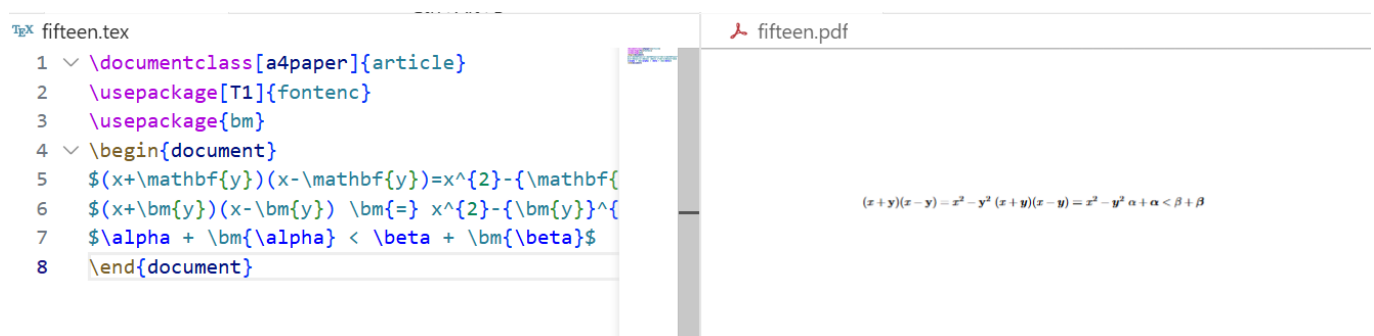 fifteen.tex
1 \documentclass[a4paper]{article}
2 \usepackage[T1]{fontenc}
3 \usepackage{bm}
4 \begin{document}
5 $(x+\mathbf{y})(x-\mathbf{y})=x^{2}-{\mathbf{
6 $(x+\bm{y})(x-\bm{y}) \bm{=} x^{2}-{\bm{y}}^{
7 $\alpha + \bm{\alpha} < \beta + \bm{\beta}$
8 \end{document}
fifteen.pdf
(x + y)(x − y) = x² − y² (x + y)(x − y) = x² − y² α + α < β + β